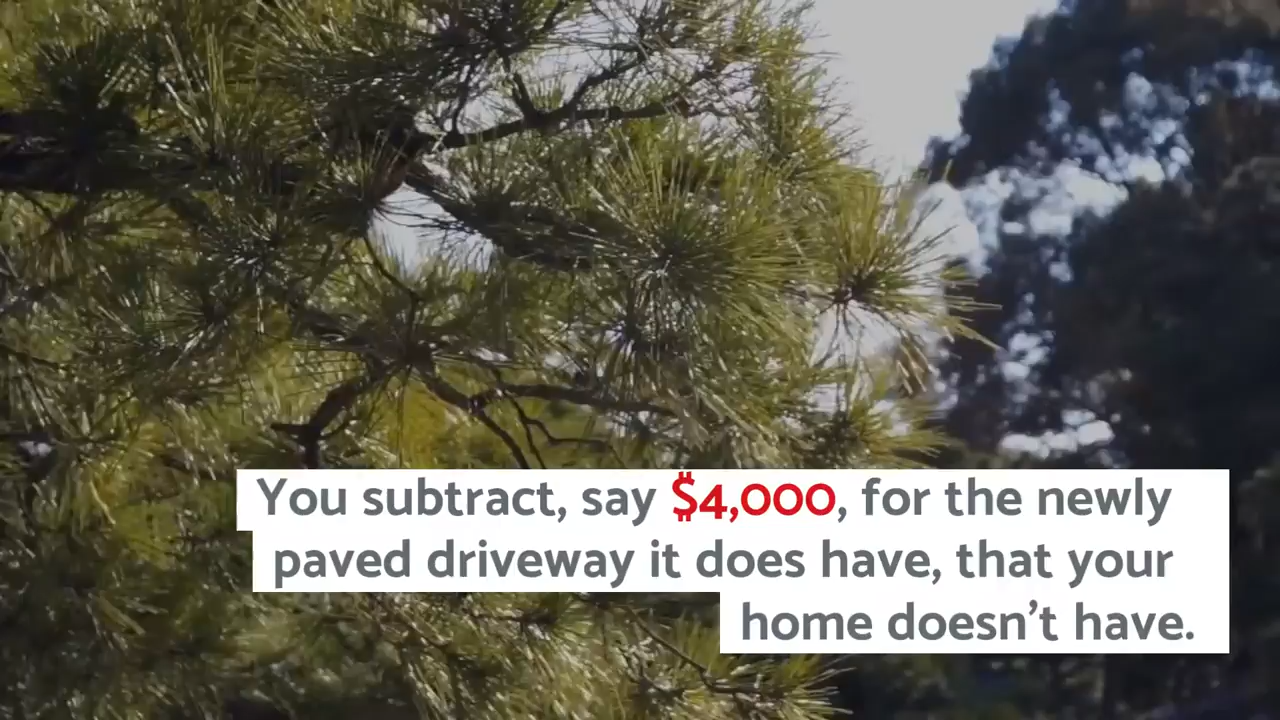 You subtract, say $4,000, for the newly
paved driveway it does have, that your
home doesn't have.